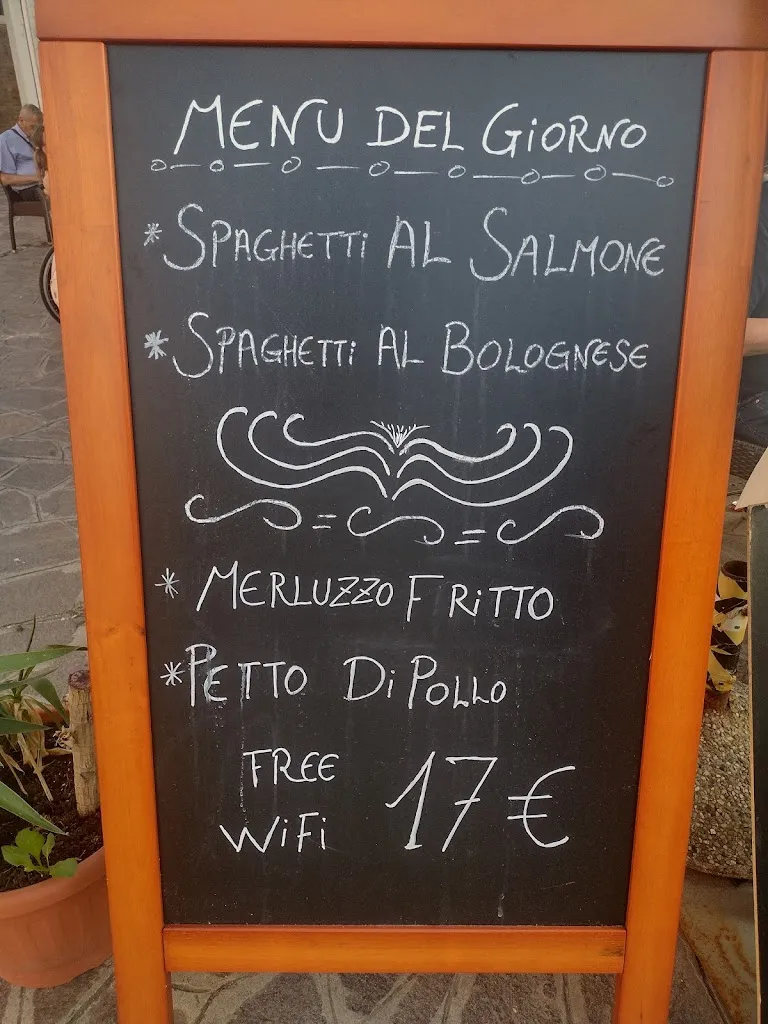 MENU DEL GIORNO
* SPAGHETTI AL SALMONE
* SPAGHETTI AL BOLOGNESE
* MERLUZZO FRITTO
* PETTO Di POLLO
FREE
WiFi
17 €